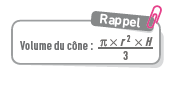 Rappel
Volume du cône : π × r² × H / 3